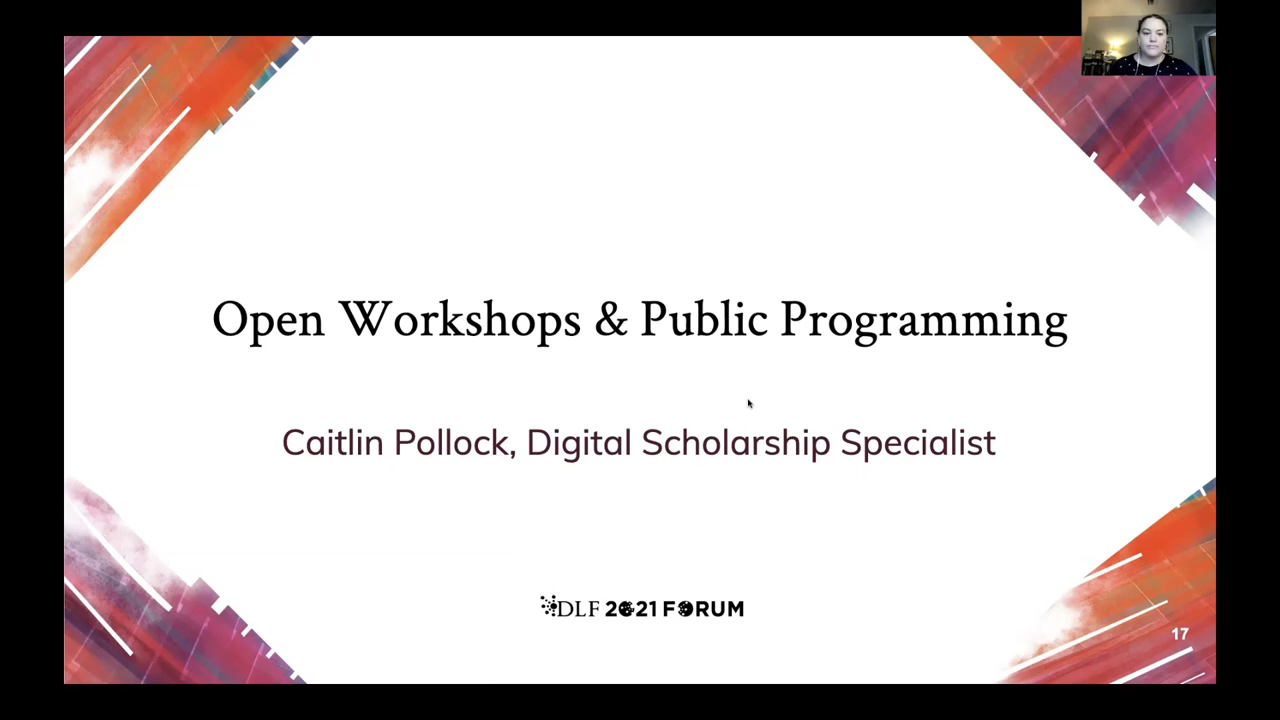 Open Workshops & Public Programming
Caitlin Pollock, Digital Scholarship Specialist
DLF 2021 FORUM
17